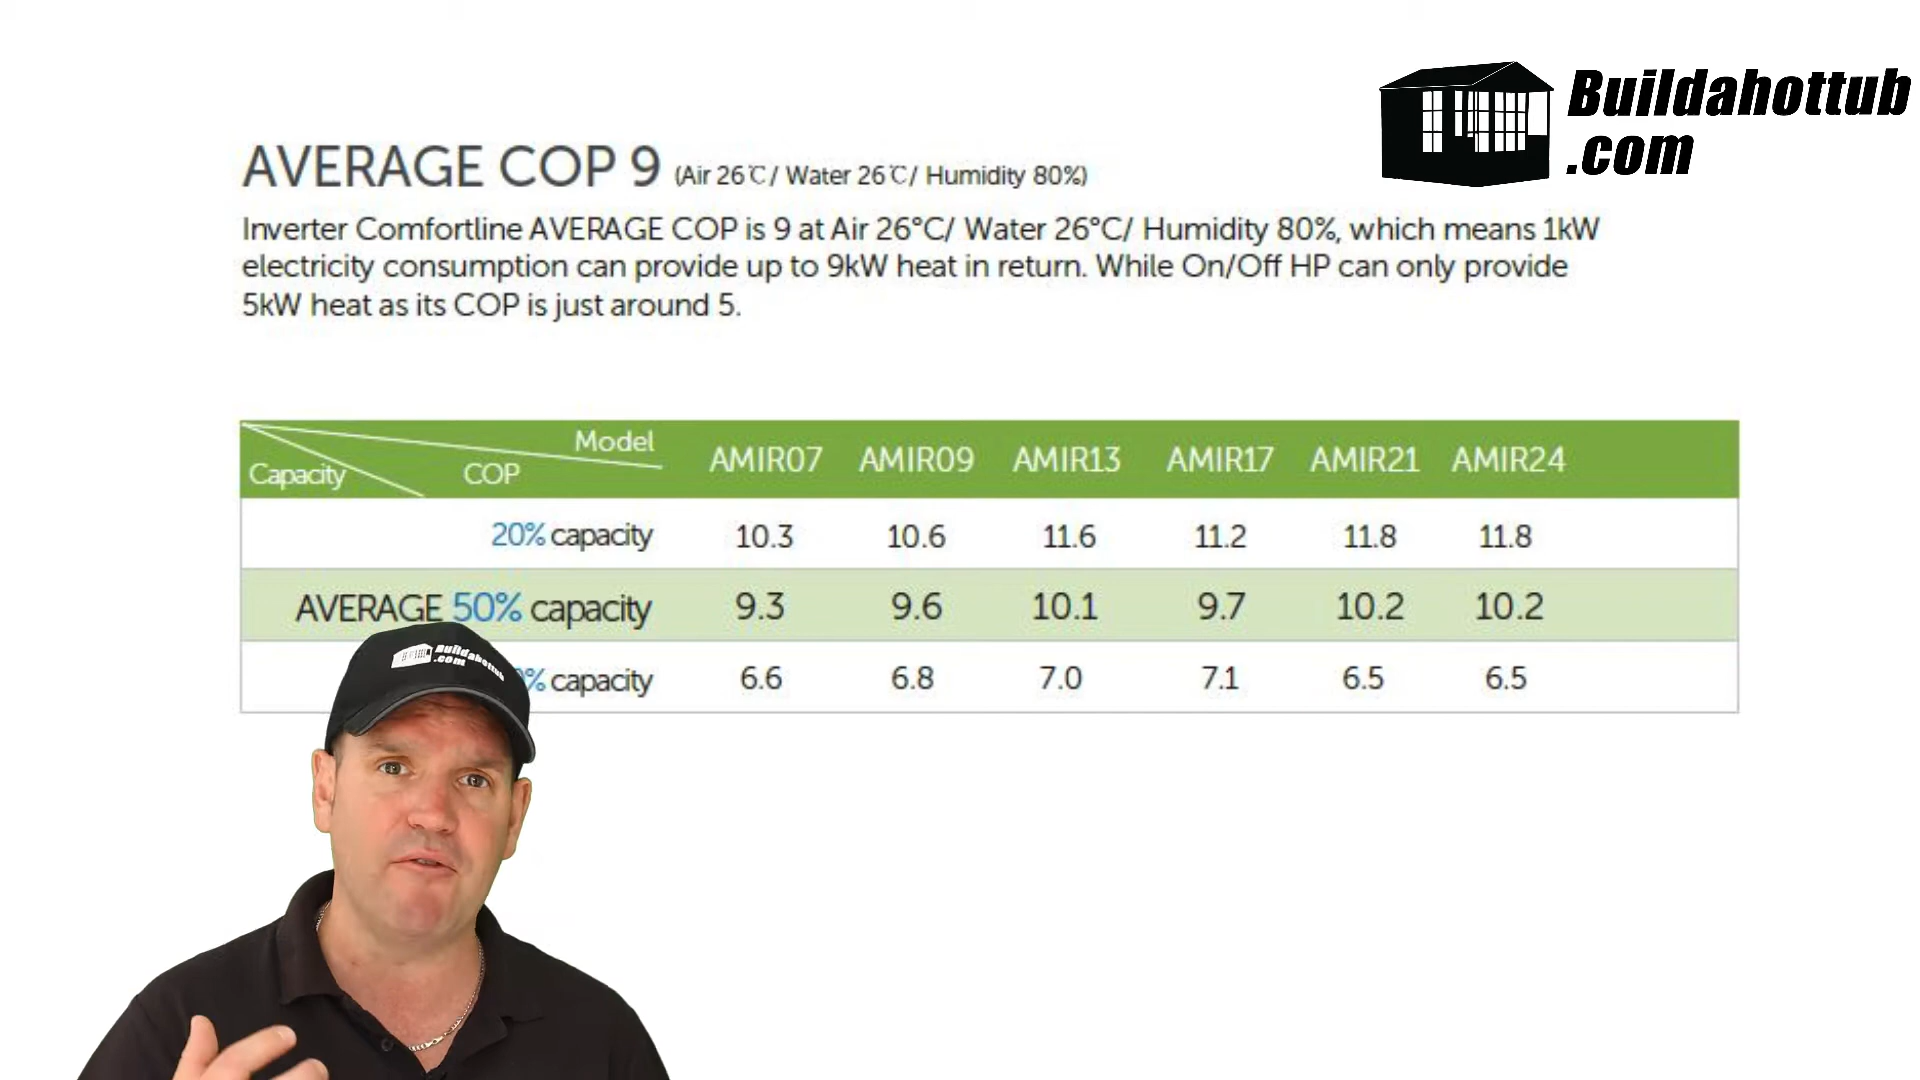 Buildahottub
.com
AVERAGE COP 9 (Air 26℃/ Water 26℃/ Humidity 80%)
Inverter Comfortline AVERAGE COP is 9 at Air 26°C/ Water 26°C/ Humidity 80%, which means 1kW
electricity consumption can provide up to 9kW heat in return. While On/Off HP can only provide
5kW heat as its COP is just around 5.
Capacity COP Model AMIR07 AMIR09 AMIR13 AMIR17 AMIR21 AMIR24
20% capacity 10.3 10.6 11.6 11.2 11.8 11.8
AVERAGE 50% capacity 9.3 9.6 10.1 9.7 10.2 10.2
% capacity 6.6 6.8 7.0 7.1 6.5 6.5
Buildahottub
.com